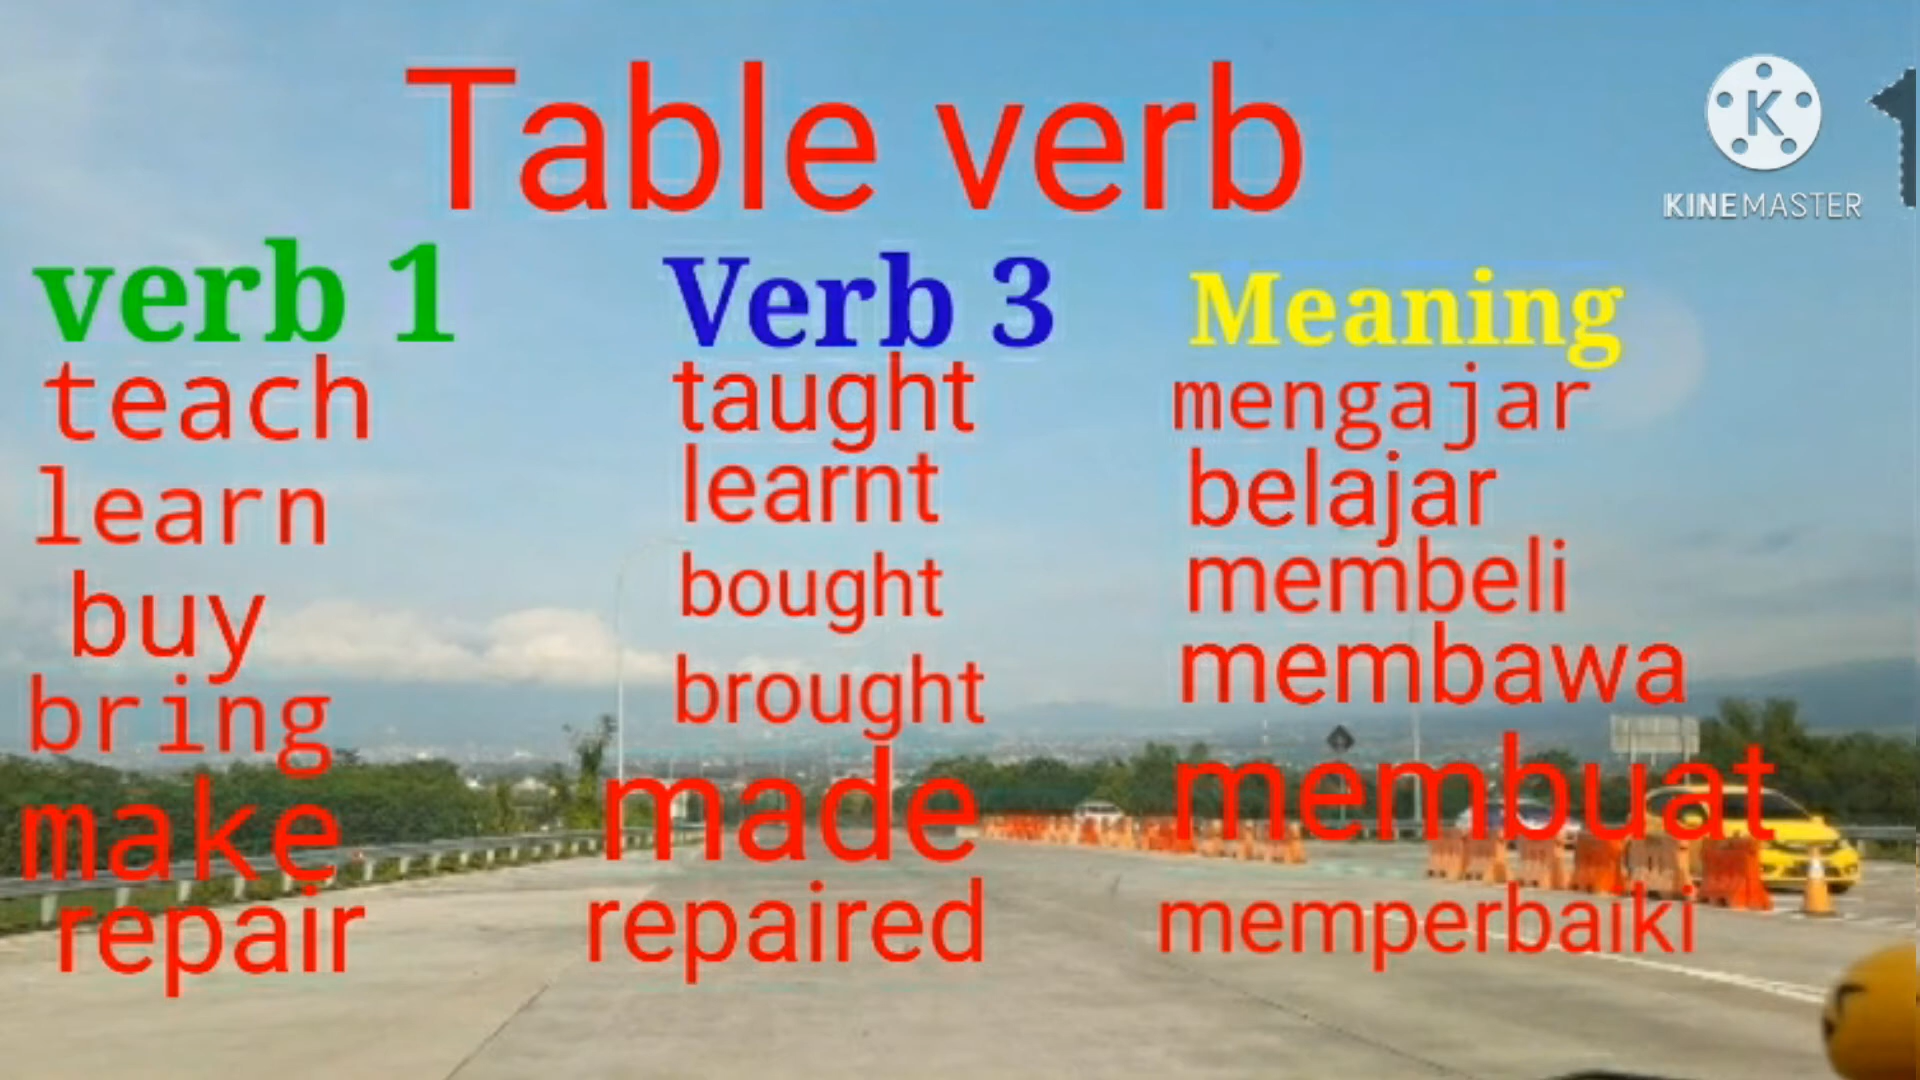 Table verb
K
KINEMASTER
verb 1 Verb 3 Meaning
teach taught mengajar
learn learnt belajar
buy bought membeli
bring brought membawa
make made membuat
repair repaired memperbaiki